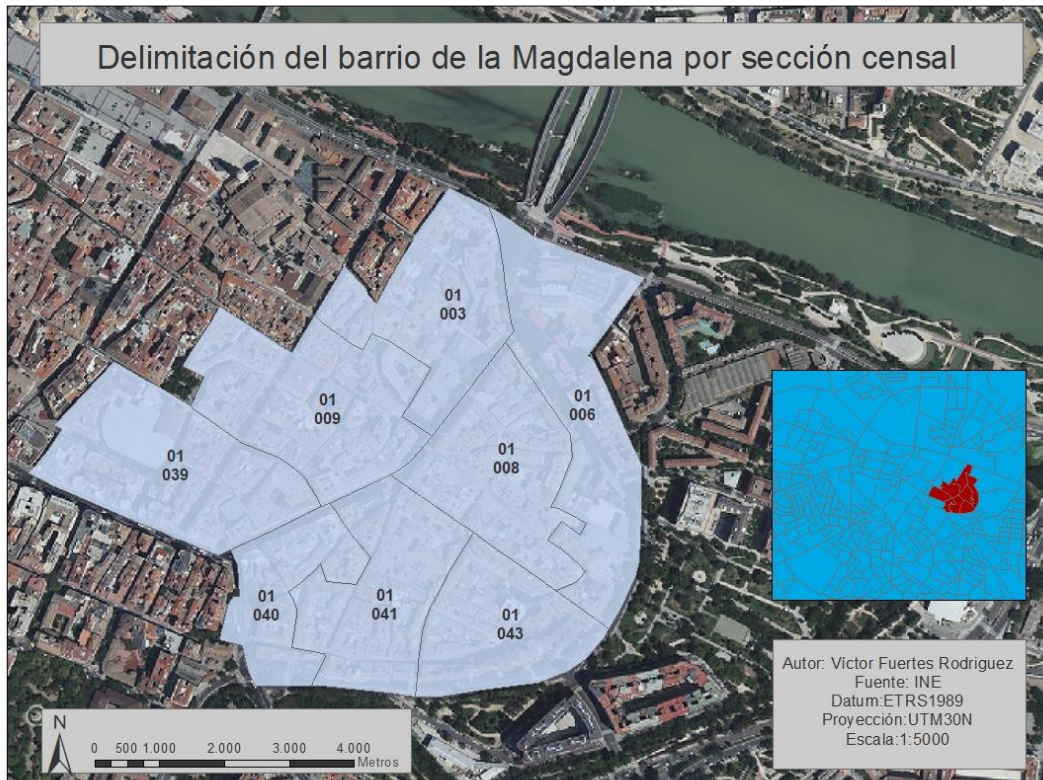 Delimitación del barrio de la Magdalena por sección censal
01
003
01
006
01
009
01
008
01
039
01
040
01
041
01
043
Autor: Víctor Fuertes Rodriguez
Fuente: INE
Datum:ETRS1989
Proyección:UTM30N
Escala:1:5000
N
0 500 1.000 2.000 3.000 4.000
Metros